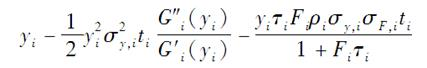 y_i - \frac{1}{2} y_i^2 \sigma_{y,i}^2 t_i \frac{G''_i(y_i)}{G'_i(y_i)} - \frac{y_i \tau_i F_i \rho_i \sigma_{y,i} \sigma_{F,i} t_i}{1 + F_i \tau_i}